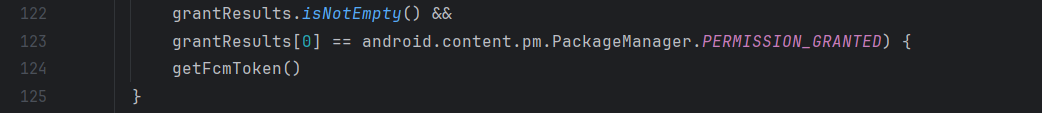 122 grantResults.isNotEmpty() &&
123 grantResults[0] == android.content.pm.PackageManager.PERMISSION_GRANTED) {
124 getFcmToken()
125 }